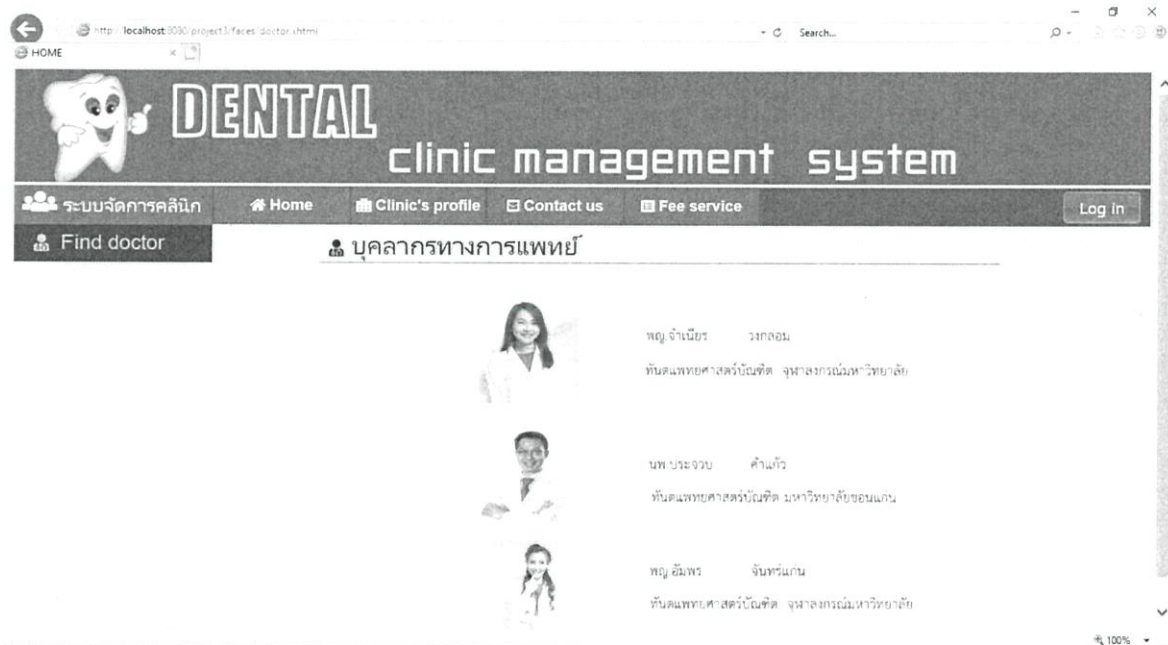 http://localhost:8080/project3/faces/doctor.xhtml
Search...
HOME
DENTAL
clinic management system
ระบบจัดการคลินิก Home Clinic's profile Contact us Fee service Log in
Find doctor
บุคลากรทางการแพทย์
พญ.จำเนียร วงกลอม
ทันตแพทยศาสตร์บัณฑิต จุฬาลงกรณ์มหาวิทยาลัย
นพ.ประจวบ คำแก้ว
ทันตแพทยศาสตร์บัณฑิต มหาวิทยาลัยขอนแก่น
พญ.อัมพร จันทร์แก่น
ทันตแพทยศาสตร์บัณฑิต จุฬาลงกรณ์มหาวิทยาลัย
100%